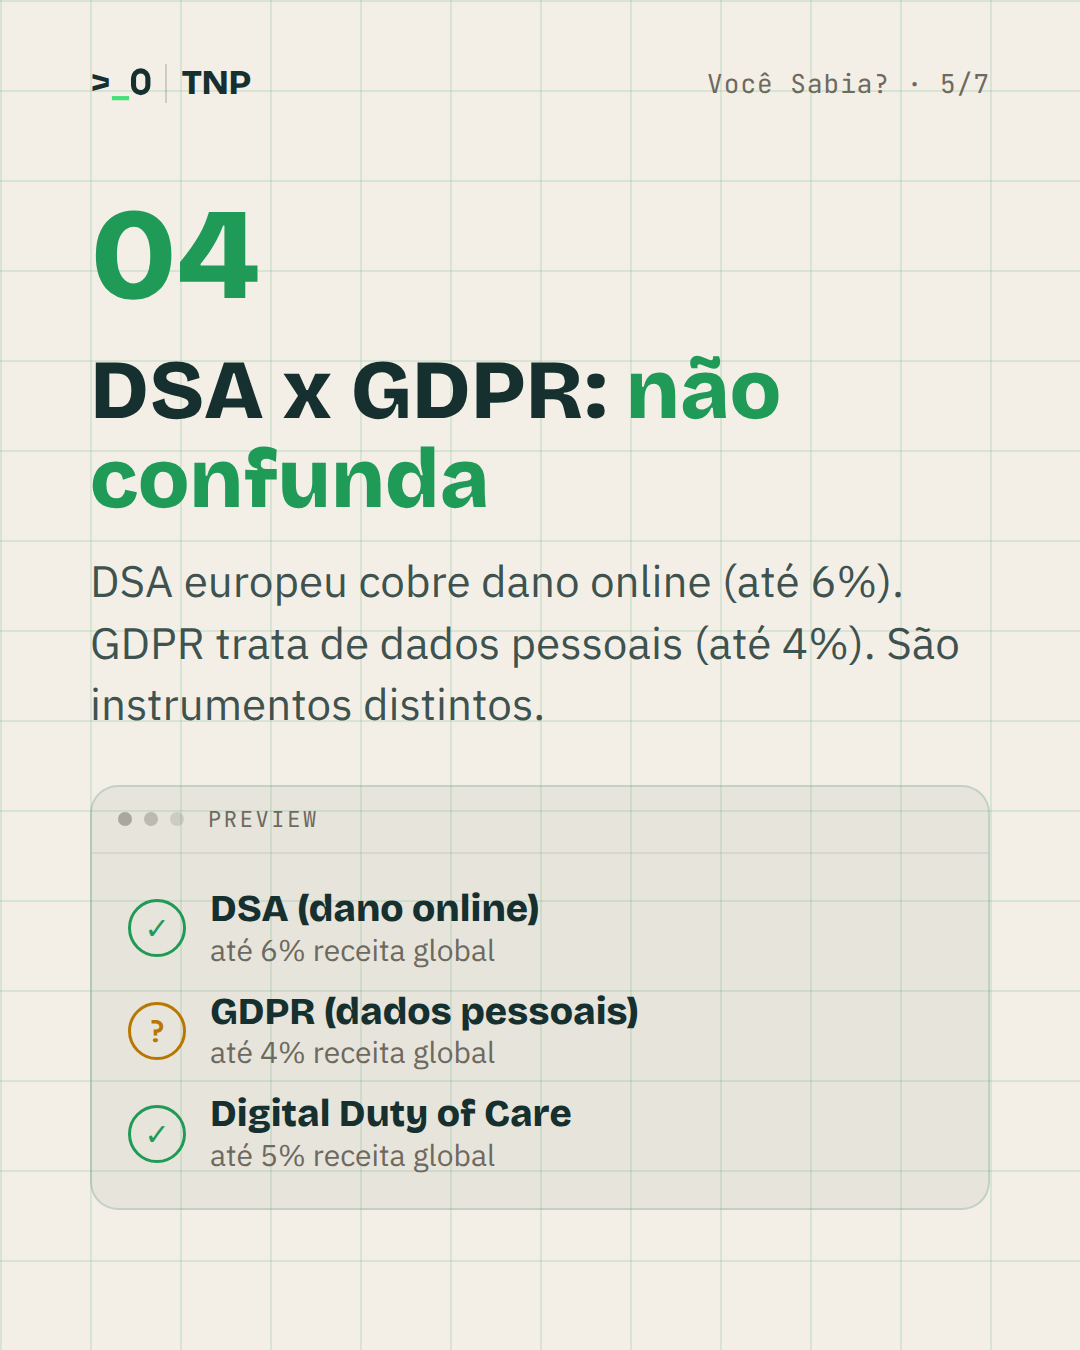 >_O | TNP
Você Sabia? · 5/7
04
DSA x GDPR: não
confunda
DSA europeu cobre dano online (até 6%).
GDPR trata de dados pessoais (até 4%). São
instrumentos distintos.
PREVIEW
✓
DSA (dano online)
até 6% receita global
?
GDPR (dados pessoais)
até 4% receita global
✓
Digital Duty of Care
até 5% receita global